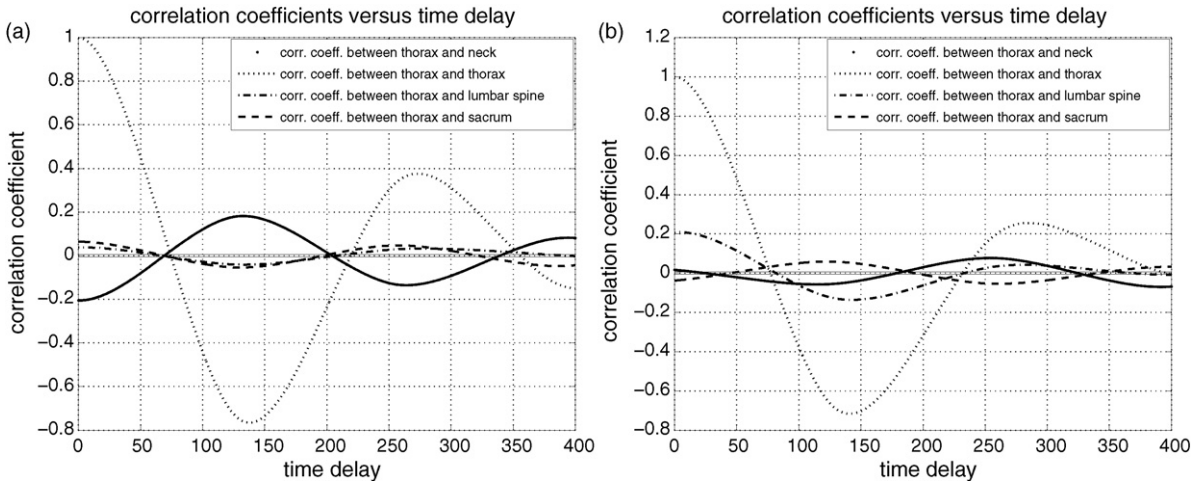 (a)
correlation coefficients versus time delay
corr. coeff. between thorax and neck
corr. coeff. between thorax and thorax
corr. coeff. between thorax and lumbar spine
corr. coeff. between thorax and sacrum
correlation coefficient
1
0.8
0.6
0.4
0.2
0
−0.2
−0.4
−0.6
−0.8
0 50 100 150 200 250 300 350 400
time delay
(b)
correlation coefficients versus time delay
corr. coeff. between thorax and neck
corr. coeff. between thorax and thorax
corr. coeff. between thorax and lumbar spine
corr. coeff. between thorax and sacrum
correlation coefficient
1.2
1
0.8
0.6
0.4
0.2
0
−0.2
−0.4
−0.6
−0.8
0 50 100 150 200 250 300 350 400
time delay